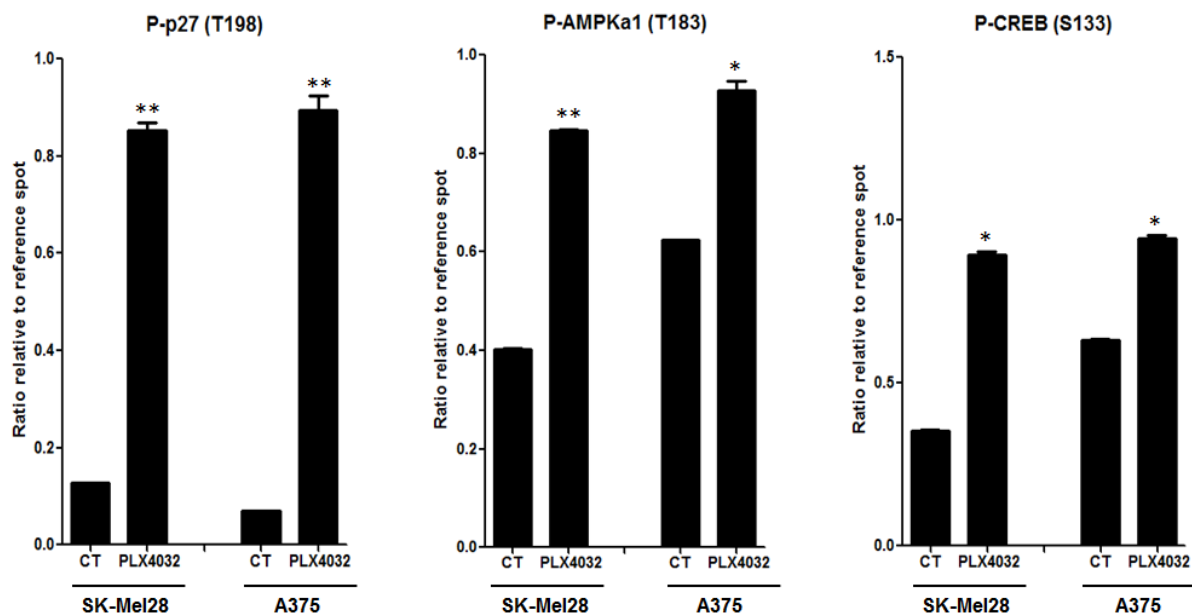 P-p27 (T198)
Ratio relative to reference spot
1.0
0.8
0.6
0.4
0.2
0.0
**
**
CT PLX4032 CT PLX4032
SK-Mel28 A375
P-AMPKa1 (T183)
Ratio relative to reference spot
1.0
0.8
0.6
0.4
0.2
0.0
**
*
CT PLX4032 CT PLX4032
SK-Mel28 A375
P-CREB (S133)
Ratio relative to reference spot
1.5
1.0
0.5
0.0
*
*
CT PLX4032 CT PLX4032
SK-Mel28 A375